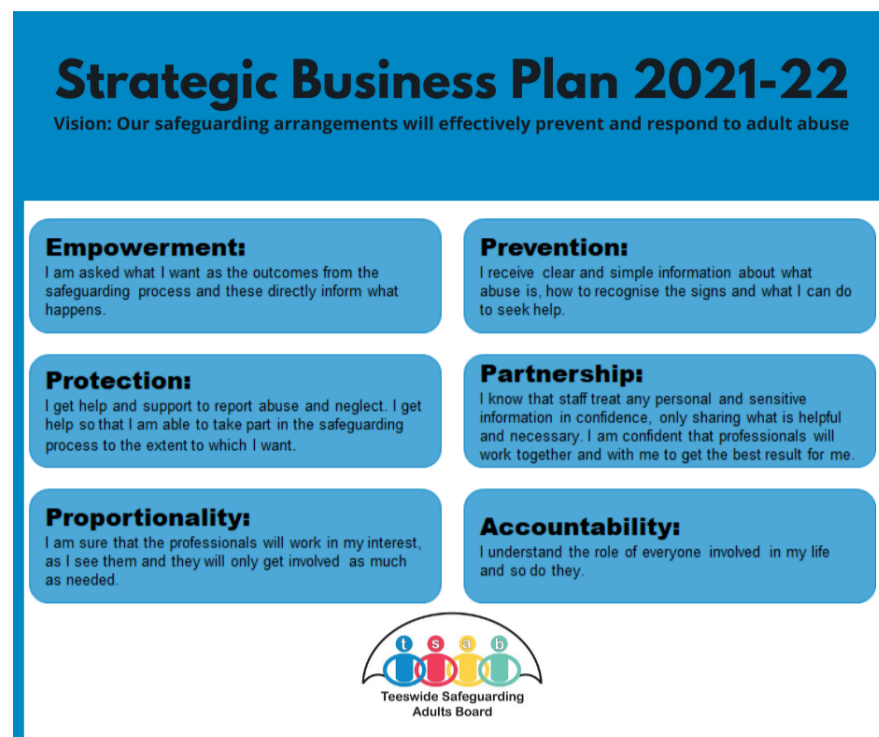 Strategic Business Plan 2021-22
Vision: Our safeguarding arrangements will effectively prevent and respond to adult abuse
Empowerment:
I am asked what I want as the outcomes from the
safeguarding process and these directly inform what
happens.
Prevention:
I receive clear and simple information about what
abuse is, how to recognise the signs and what I can do
to seek help.
Protection:
I get help and support to report abuse and neglect. I get
help so that I am able to take part in the safeguarding
process to the extent to which I want.
Partnership:
I know that staff treat any personal and sensitive
information in confidence, only sharing what is helpful
and necessary. I am confident that professionals will
work together and with me to get the best result for me.
Proportionality:
I am sure that the professionals will work in my interest,
as I see them and they will only get involved as much
as needed.
Accountability:
I understand the role of everyone involved in my life
and so do they.
t s a b
Teeswide Safeguarding
Adults Board